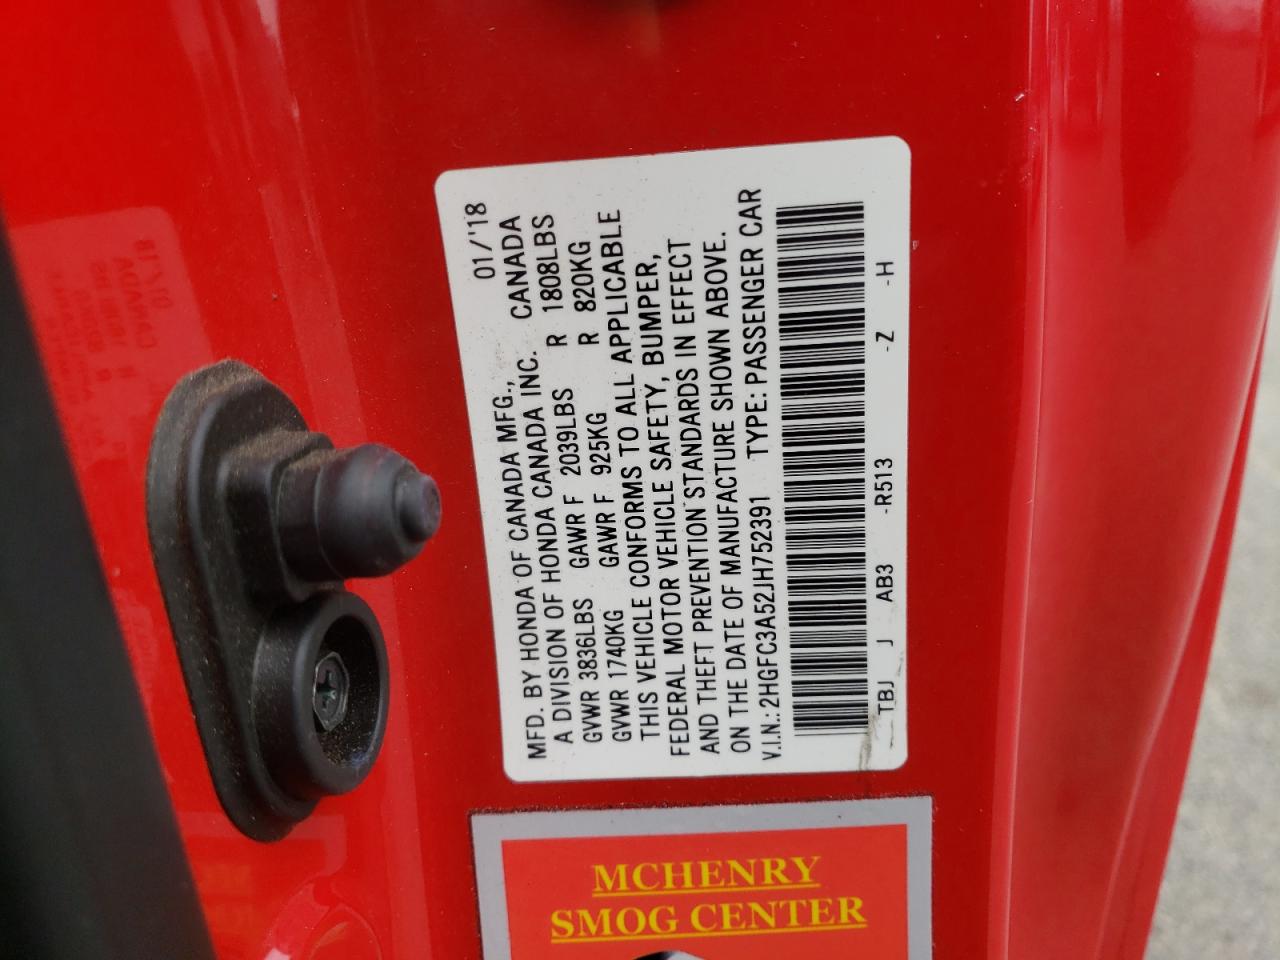 01/'18
MFD. BY HONDA OF CANADA MFG., CANADA
A DIVISION OF HONDA CANADA INC.
GVWR 3836LBS GAWR F 2039LBS R 1808LBS
GVWR 1740KG GAWR F 925KG R 820KG
THIS VEHICLE CONFORMS TO ALL APPLICABLE
FEDERAL MOTOR VEHICLE SAFETY, BUMPER,
AND THEFT PREVENTION STANDARDS IN EFFECT
ON THE DATE OF MANUFACTURE SHOWN ABOVE.
V.I.N.: 2HGFC3A52JH752391 TYPE: PASSENGER CAR
TBJ J AB3 -R513 -Z -H
MCHENRY
SMOG CENTER